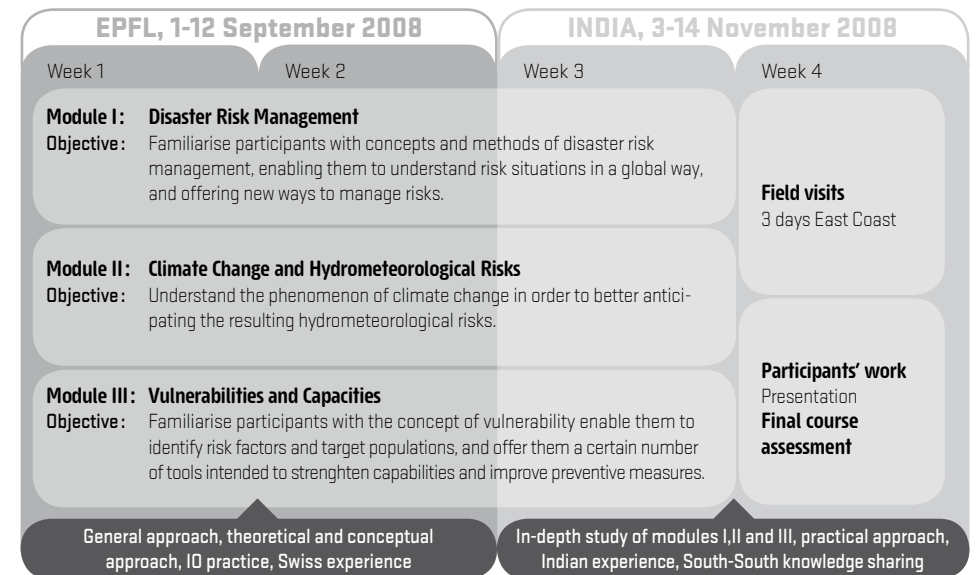 EPFL, 1-12 September 2008
INDIA, 3-14 November 2008
Week 1
Week 2
Week 3
Week 4
Module I: Disaster Risk Management
Objective: Familiarise participants with concepts and methods of disaster risk
management, enabling them to understand risk situations in a global way,
and offering new ways to manage risks.
Module II: Climate Change and Hydrometeorological Risks
Objective: Understand the phenomenon of climate change in order to better antici-
pating the resulting hydrometeorological risks.
Module III: Vulnerabilities and Capacities
Objective: Familiarise participants with the concept of vulnerability enable them to
identify risk factors and target populations, and offer them a certain number
of tools intended to strenghten capabilities and improve preventive measures.
Field visits
3 days East Coast
Participants' work
Presentation
Final course
assessment
General approach, theoretical and conceptual
approach, IO practice, Swiss experience
In-depth study of modules I,II and III, practical approach,
Indian experience, South-South knowledge sharing